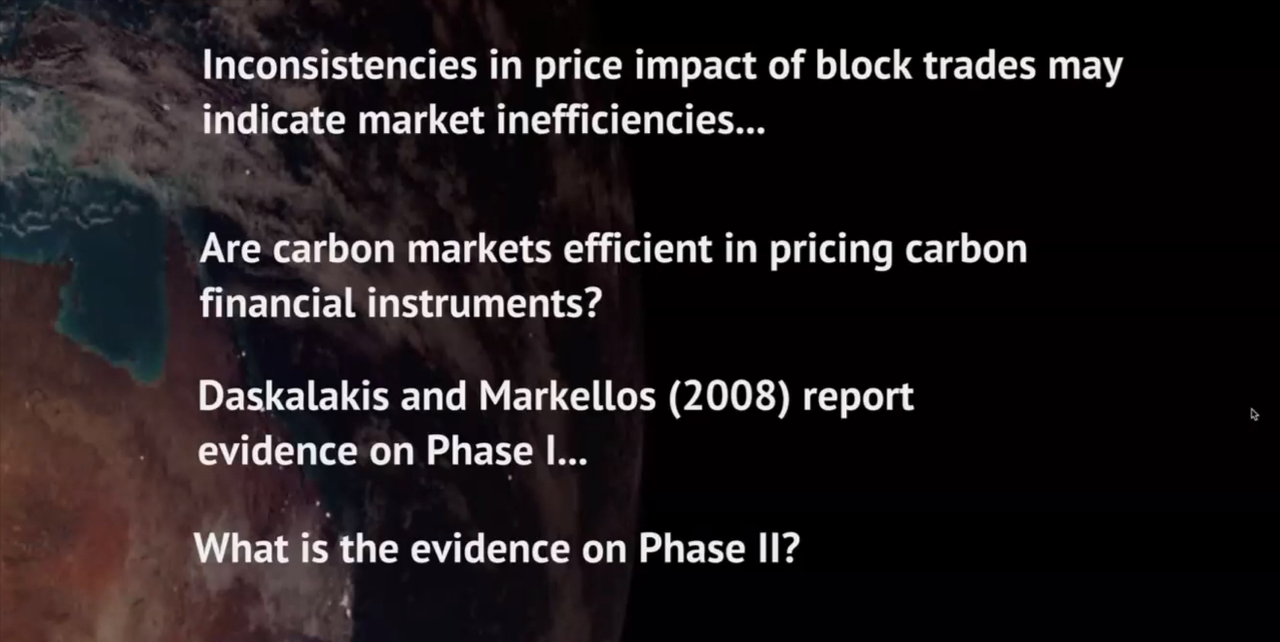 Inconsistencies in price impact of block trades may
indicate market inefficiencies...
Are carbon markets efficient in pricing carbon
financial instruments?
Daskalakis and Markellos (2008) report
evidence on Phase I...
What is the evidence on Phase II?